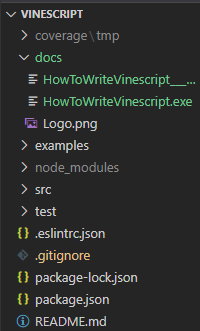 VINESCRIPT
coverage\tmp
docs
HowToWriteVinescript___...
HowToWriteVinescript.exe
Logo.png
examples
node_modules
src
test
.eslintrc.json
.gitignore
package-lock.json
package.json
README.md